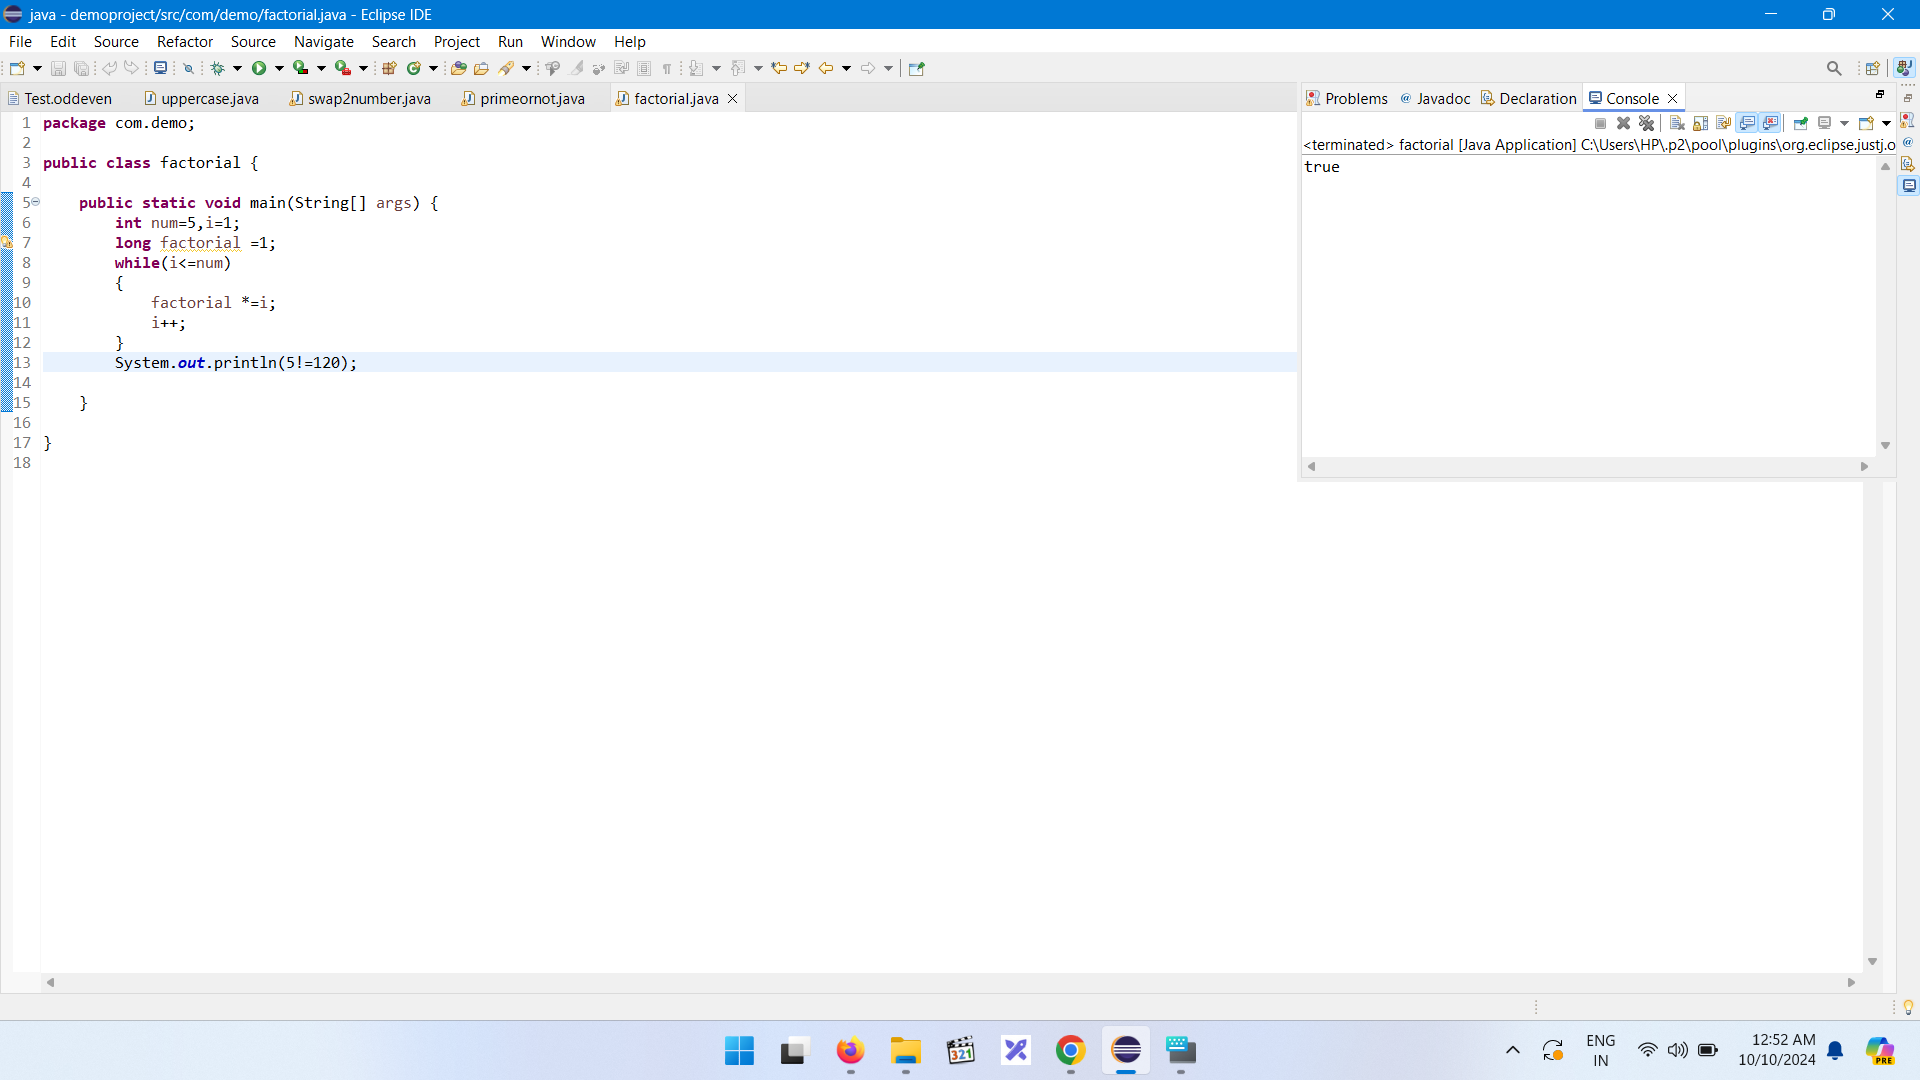 java - demoproject/src/com/demo/factorial.java - Eclipse IDE
File Edit Source Refactor Source Navigate Search Project Run Window Help
Test.oddeven uppercase.java swap2number.java primeornot.java factorial.java
Problems Javadoc Declaration Console
<terminated> factorial [Java Application] C:\Users\HP\.p2\pool\plugins\org.eclipse.justj.o
true
1 package com.demo;
2
3 public class factorial {
4
5 public static void main(String[] args) {
6 int num=5,i=1;
7 long factorial =1;
8 while(i<=num)
9 {
10 factorial *=i;
11 i++;
12 }
13 System.out.println(5!=120);
14
15 }
16
17 }
18
321
ENG
IN
12:52 AM
10/10/2024
PRE